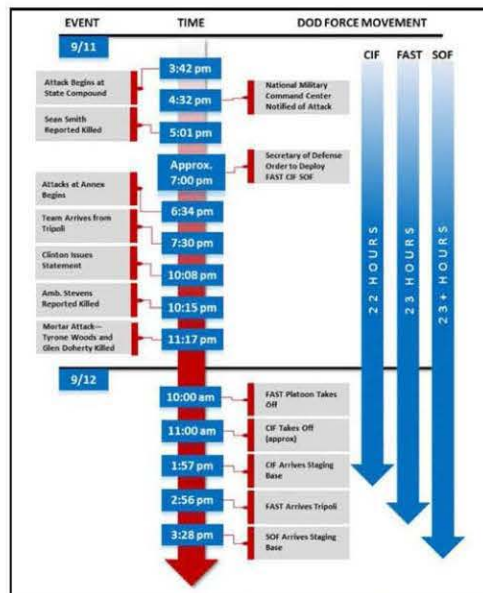 EVENT TIME DOD FORCE MOVEMENT
9/11
CIF FAST SOF
3:42 pm
Attack Begins at
State Compound
4:32 pm
National Military
Command Center
Notified of Attack
Sean Smith
Reported Killed
5:01 pm
Approx.
7:00 pm
Secretary of Defense
Order to Deploy
FAST CIF SOF
Attacks at Annex
Begins
6:34 pm
Team Arrives from
Tripoli
7:30 pm
Clinton Issues
Statement
10:08 pm
Amb. Stevens
Reported Killed
10:15 pm
Mortar Attack—
Tyrone Woods and
Glen Doherty Killed
11:17 pm
22 HOURS
23 HOURS
23+ HOURS
9/12
10:00 am
FAST Platoon Takes
Off
11:00 am
CIF Takes Off
(approx)
1:57 pm
CIF Arrives Staging
Base
2:56 pm
FAST Arrives Tripoli
3:28 pm
SOF Arrives Staging
Base